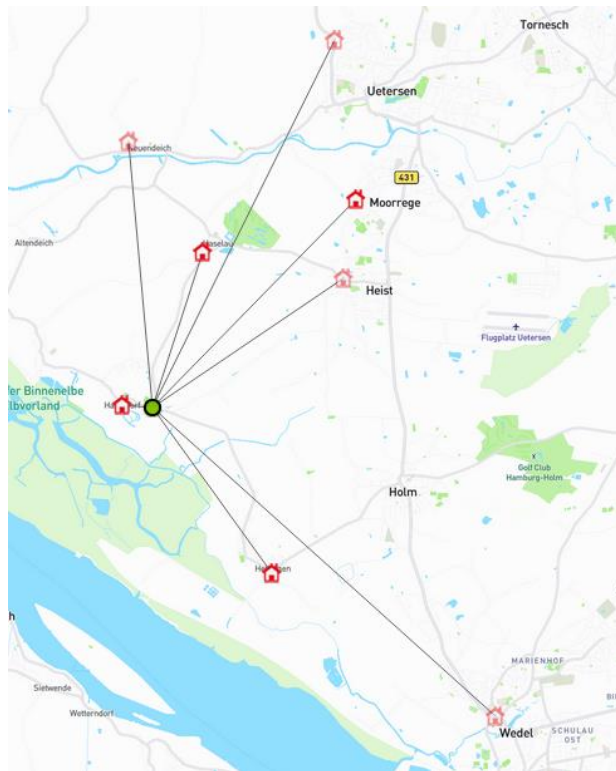 Tornesch
Uetersen
Neuendeich
431
Moorrege
Altendeich
Haselau
Heist
Flugplatz Uetersen
er Binnenelbe
lbvorland
Golf Club
Hamburg-Holm
Holm
MARIENHOF
Sietwende
Wetterndorf
Wedel
SCHULAU
OST